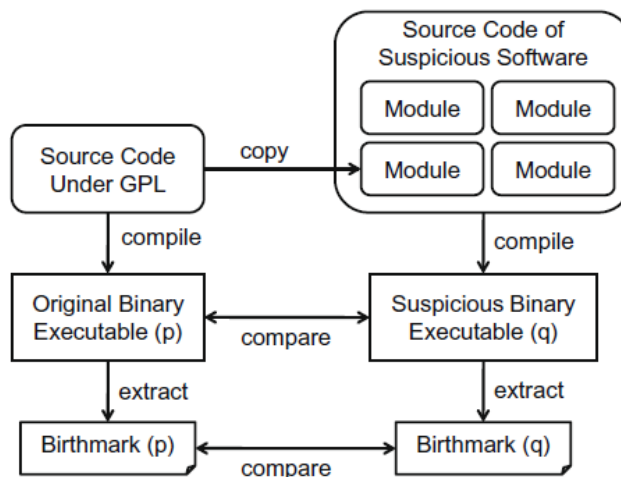 Source Code of
Suspicious Software
Module
Module
Source Code
Under GPL
copy
Module
Module
compile
compile
Original Binary
Executable (p)
compare
Suspicious Binary
Executable (q)
extract
extract
Birthmark (p)
compare
Birthmark (q)